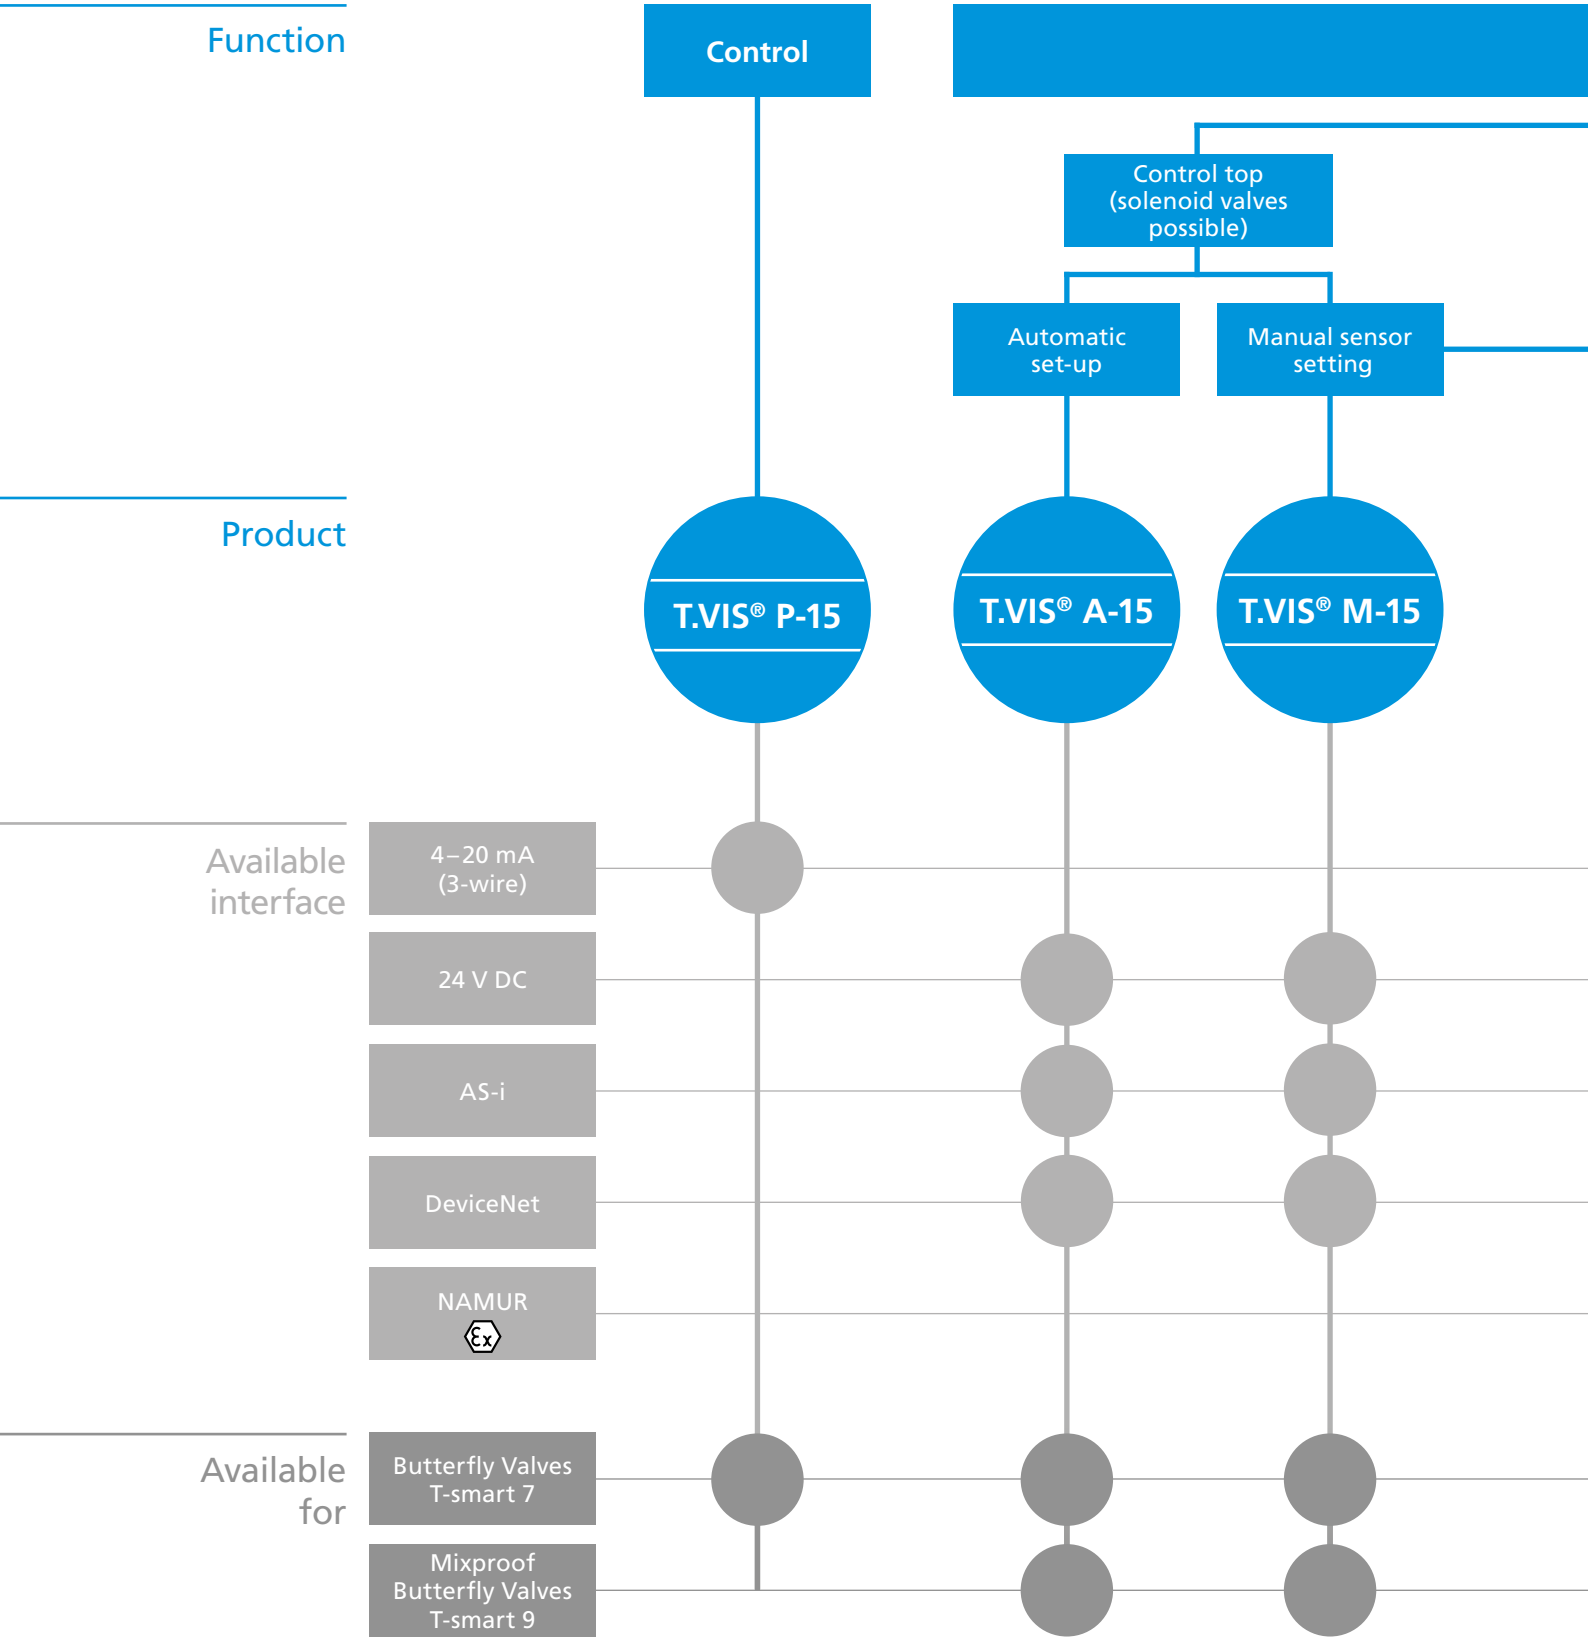 Function
Control
Control top
(solenoid valves
possible)
Automatic
set-up
Manual sensor
setting
Product
T.VIS® P-15
T.VIS® A-15
T.VIS® M-15
Available
interface
4–20 mA
(3-wire)
24 V DC
AS-i
DeviceNet
NAMUR
Ex
Available
for
Butterfly Valves
T-smart 7
Mixproof
Butterfly Valves
T-smart 9